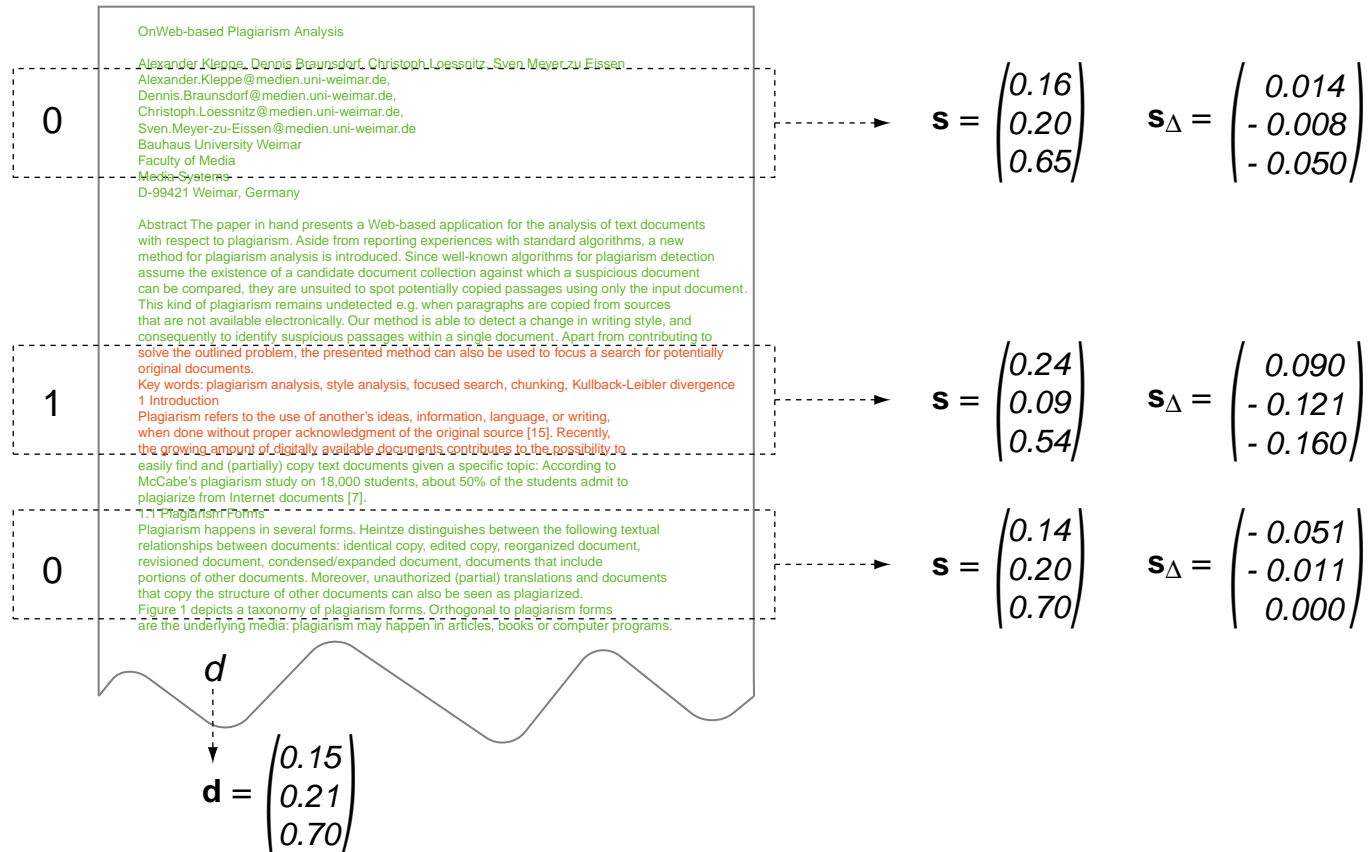 OnWeb-based Plagiarism Analysis
Alexander Kleppe, Dennis Braunsdorf, Christoph Loessnitz, Sven Meyer zu Eissen
Alexander.Kleppe@medien.uni-weimar.de,
Dennis.Braunsdorf@medien.uni-weimar.de,
Christoph.Loessnitz@medien.uni-weimar.de,
Sven.Meyer-zu-Eissen@medien.uni-weimar.de
Bauhaus University Weimar
Faculty of Media
Media Systems
D-99421 Weimar, Germany
0
s =
0.16
0.20
0.65
sΔ =
0.014
- 0.008
- 0.050
Abstract The paper in hand presents a Web-based application for the analysis of text documents
with respect to plagiarism. Aside from reporting experiences with standard algorithms, a new
method for plagiarism analysis is introduced. Since well-known algorithms for plagiarism detection
assume the existence of a candidate document collection against which a suspicious document
can be compared, they are unsuited to spot potentially copied passages using only the input document.
This kind of plagiarism remains undetected e.g. when paragraphs are copied from sources
that are not available electronically. Our method is able to detect a change in writing style, and
consequently to identify suspicious passages within a single document. Apart from contributing to
solve the outlined problem, the presented method can also be used to focus a search for potentially
original documents.
Key words: plagiarism analysis, style analysis, focused search, chunking, Kullback-Leibler divergence
1 Introduction
Plagiarism refers to the use of another's ideas, information, language, or writing,
when done without proper acknowledgment of the original source [15]. Recently,
the growing amount of digitally available documents contributes to the possibility to
1
s =
0.24
0.09
0.54
sΔ =
0.090
- 0.121
- 0.160
easily find and (partially) copy text documents given a specific topic: According to
McCabe's plagiarism study on 18,000 students, about 50% of the students admit to
plagiarize from Internet documents [7].
1.1 Plagiarism Forms
Plagiarism happens in several forms. Heintze distinguishes between the following textual
relationships between documents: identical copy, edited copy, reorganized document,
revisioned document, condensed/expanded document, documents that include
portions of other documents. Moreover, unauthorized (partial) translations and documents
that copy the structure of other documents can also be seen as plagiarized.
Figure 1 depicts a taxonomy of plagiarism forms. Orthogonal to plagiarism forms
are the underlying media: plagiarism may happen in articles, books or computer programs.
0
s =
0.14
0.20
0.70
sΔ =
- 0.051
- 0.011
0.000
d
d =
0.15
0.21
0.70